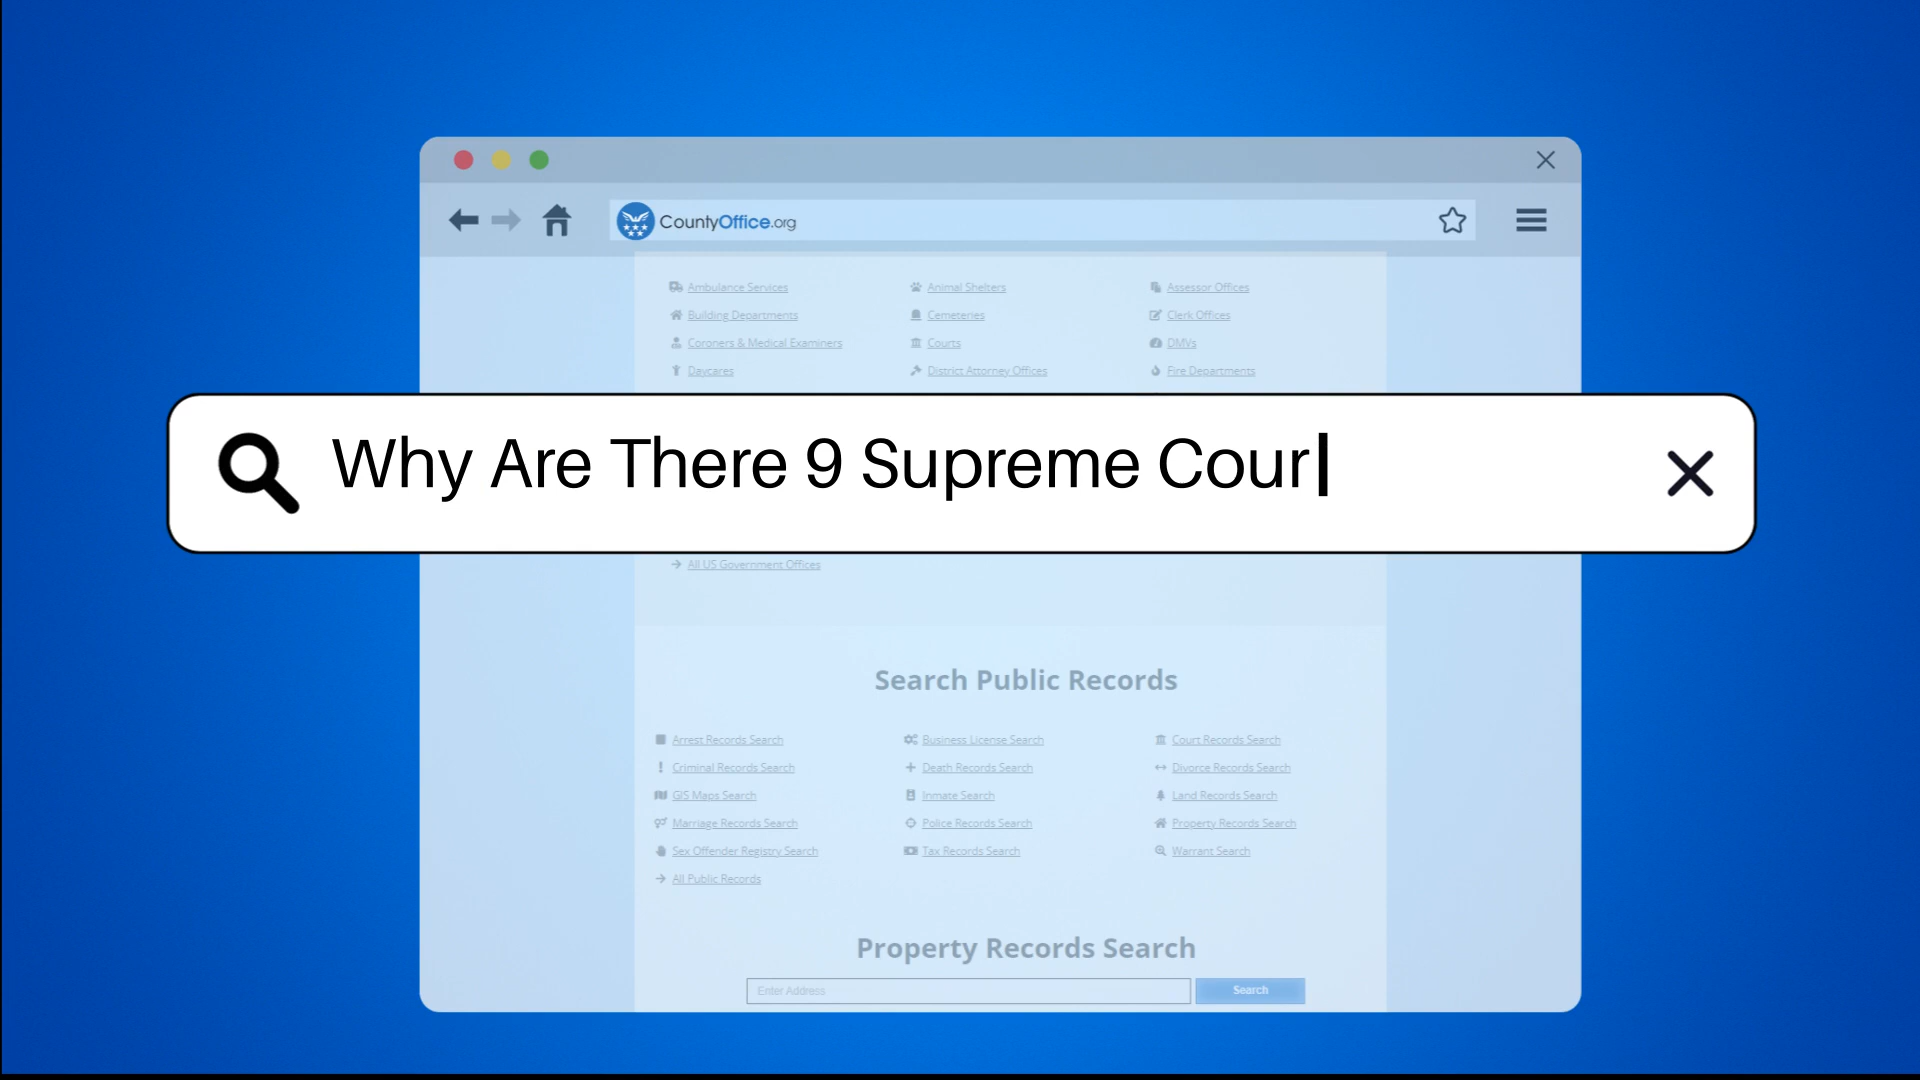 CountyOffice.org
Ambulance Services Animal Shelters Assessor Offices
Building Departments Cemeteries Clerk Offices
Coroners & Medical Examiners Courts DMVs
Daycares District Attorney Offices Fire Departments
Why Are There 9 Supreme Cour
All US Government Offices
Search Public Records
Arrest Records Search Business License Search Court Records Search
Criminal Records Search Death Records Search Divorce Records Search
GIS Maps Search Inmate Search Land Records Search
Marriage Records Search Police Records Search Property Records Search
Sex Offender Registry Search Tax Records Search Warrant Search
All Public Records
Property Records Search
Enter Address Search